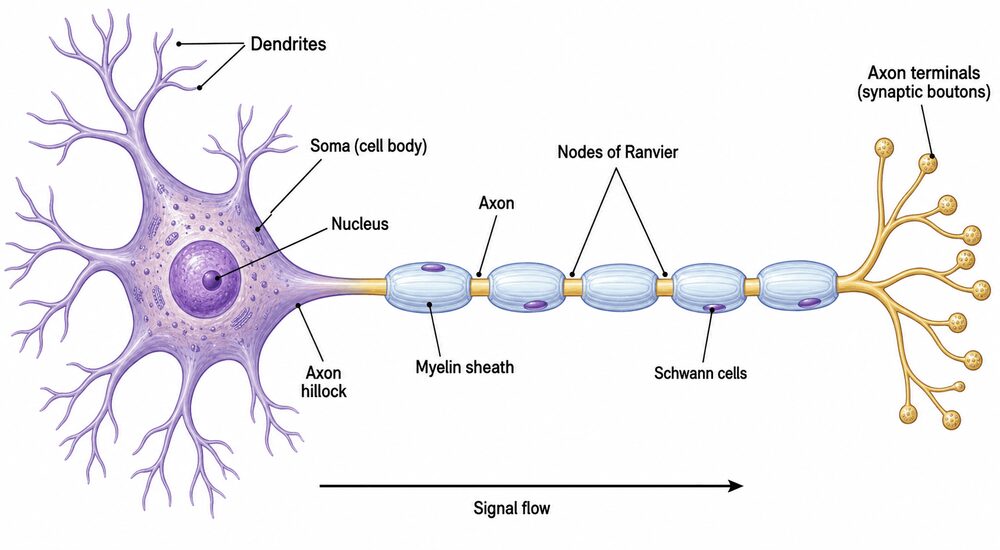 Dendrites
Axon terminals
(synaptic boutons)
Soma (cell body)
Nodes of Ranvier
Axon
Nucleus
Axon
hillock
Myelin sheath
Schwann cells
Signal flow